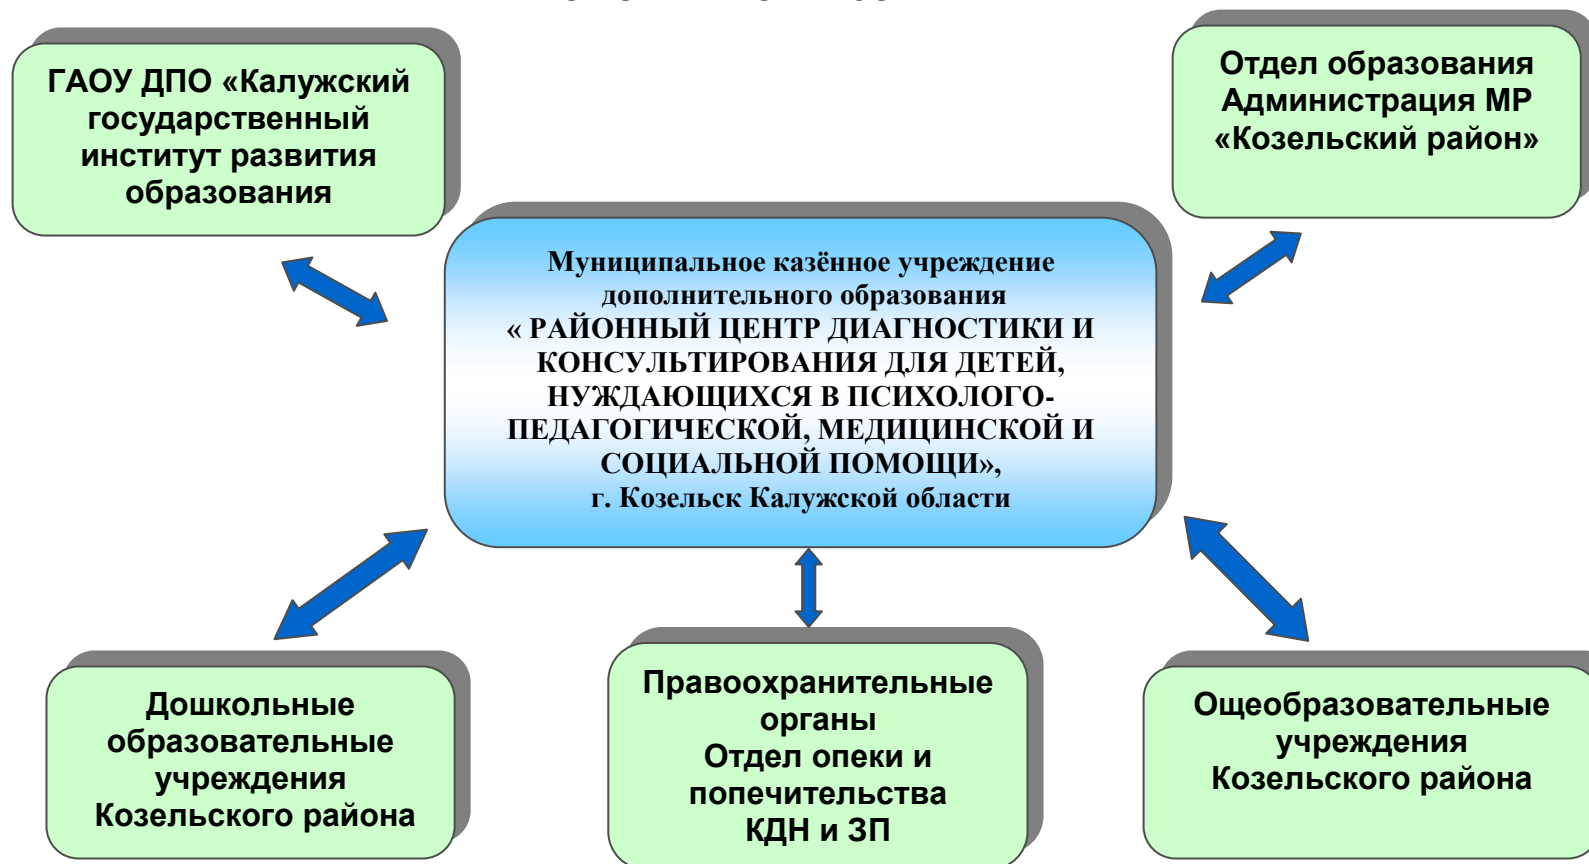 ГАОУ ДПО «Калужский
государственный
институт развития
образования
Отдел образования
Администрация МР
«Козельский район»
Муниципальное казённое учреждение
дополнительного образования
« РАЙОННЫЙ ЦЕНТР ДИАГНОСТИКИ И
КОНСУЛЬТИРОВАНИЯ ДЛЯ ДЕТЕЙ,
НУЖДАЮЩИХСЯ В ПСИХОЛОГО-
ПЕДАГОГИЧЕСКОЙ, МЕДИЦИНСКОЙ И
СОЦИАЛЬНОЙ ПОМОЩИ»,
г. Козельск Калужской области
Дошкольные
образовательные
учреждения
Козельского района
Правоохранительные
органы
Отдел опеки и
попечительства
КДН и ЗП
Ощеобразовательные
учреждения
Козельского района